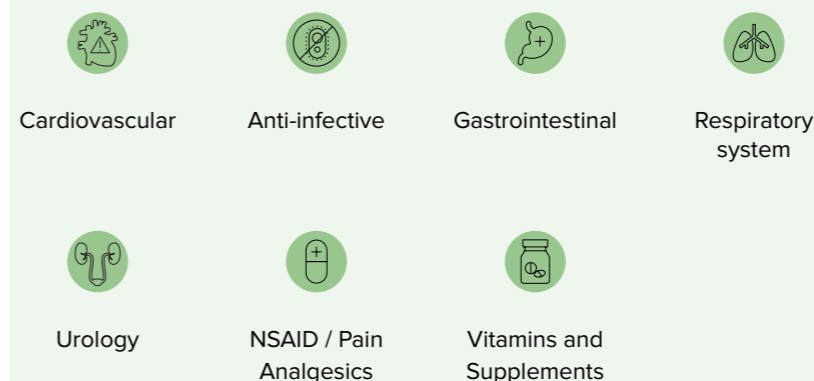 Cardiovascular
Anti-infective
Gastrointestinal
Respiratory
system
Urology
NSAID / Pain
Analgesics
Vitamins and
Supplements